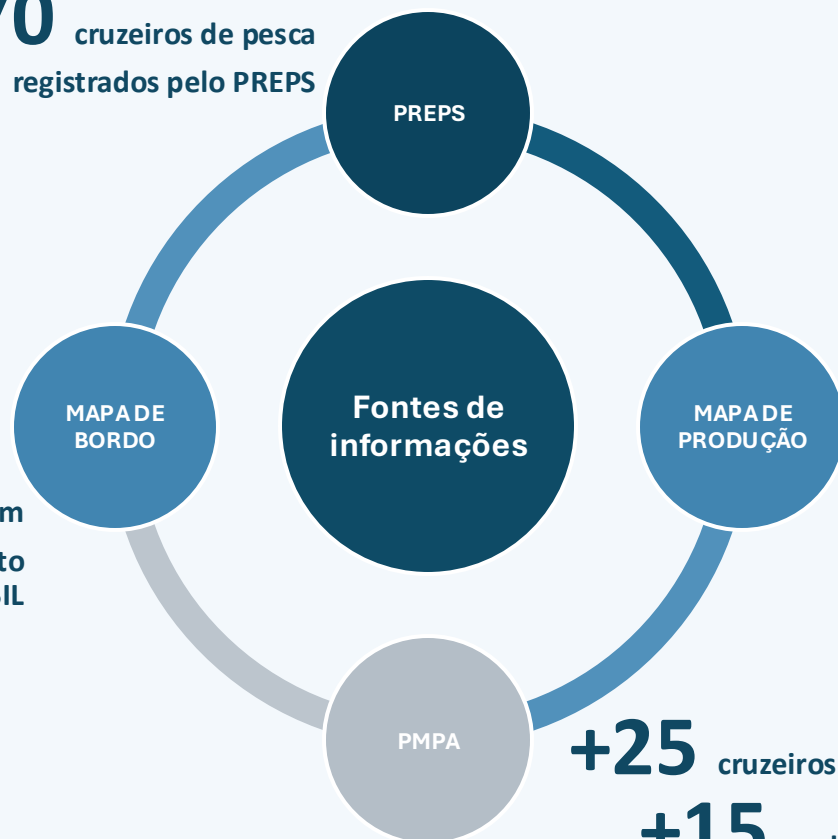 cruzeiros de pesca
registrados pelo PREPS
PREPS
MAPA DE
BORDO
Fontes de
informações
MAPA DE
PRODUÇÃO
PMPA
+25 cruzeiros
+15